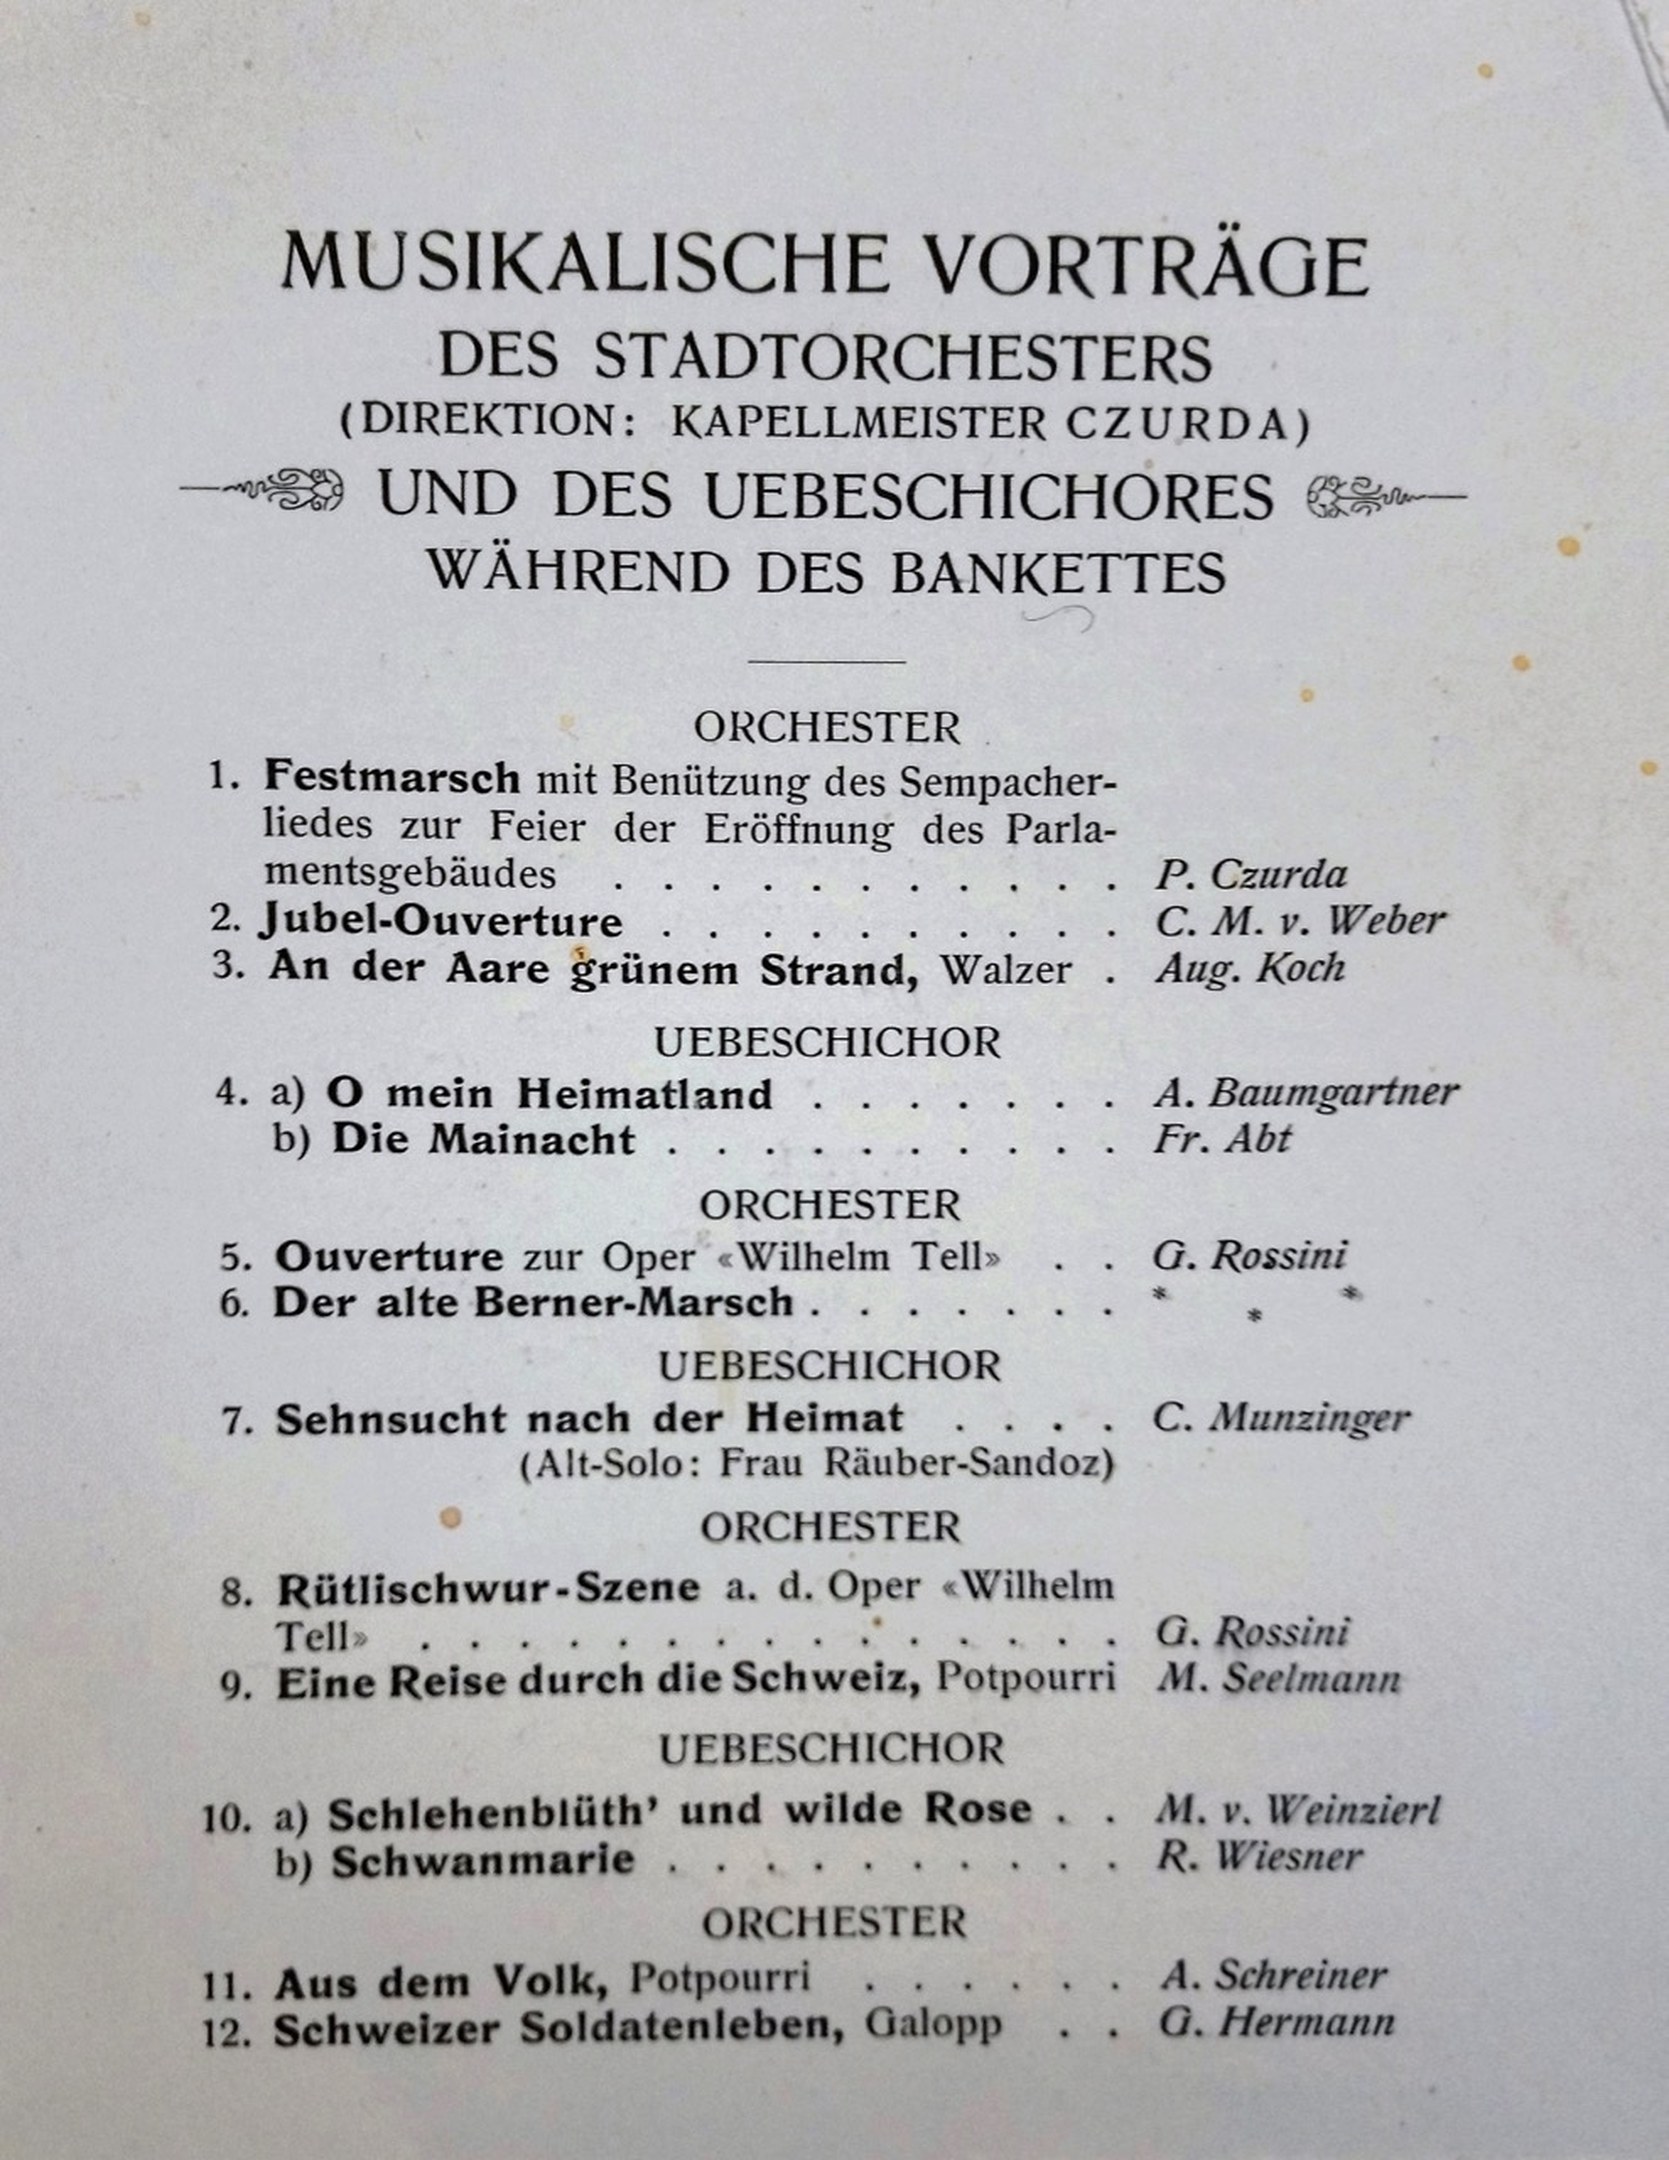 MUSIKALISCHE VORTRÄGE
DES STADTORCHESTERS
(DIREKTION: KAPELLMEISTER CZURDA)
UND DES UEBESCHICHORES
WÄHREND DES BANKETTES
ORCHESTER
1. Festmarsch mit Benützung des Sempacher-
liedes zur Feier der Eröffnung des Parla-
mentsgebäudes . . . . . . . . . . . P. Czurda
2. Jubel-Ouverture . . . . . . . . . . C. M. v. Weber
3. An der Aare grünem Strand, Walzer . Aug. Koch
UEBESCHICHOR
4. a) O mein Heimatland . . . . . . . A. Baumgartner
b) Die Mainacht . . . . . . . . . . Fr. Abt
ORCHESTER
5. Ouverture zur Oper «Wilhelm Tell» . . G. Rossini
6. Der alte Berner-Marsch . . . . . . . * * *
UEBESCHICHOR
7. Sehnsucht nach der Heimat . . . . C. Munzinger
(Alt-Solo: Frau Räuber-Sandoz)
ORCHESTER
8. Rütlischwur-Szene a. d. Oper «Wilhelm
Tell» . . . . . . . . . . . . . . . G. Rossini
9. Eine Reise durch die Schweiz, Potpourri M. Seelmann
UEBESCHICHOR
10. a) Schlehenblüth’ und wilde Rose . . M. v. Weinzierl
b) Schwanmarie . . . . . . . . . . R. Wiesner
ORCHESTER
11. Aus dem Volk, Potpourri . . . . . . A. Schreiner
12. Schweizer Soldatenleben, Galopp . . G. Hermann